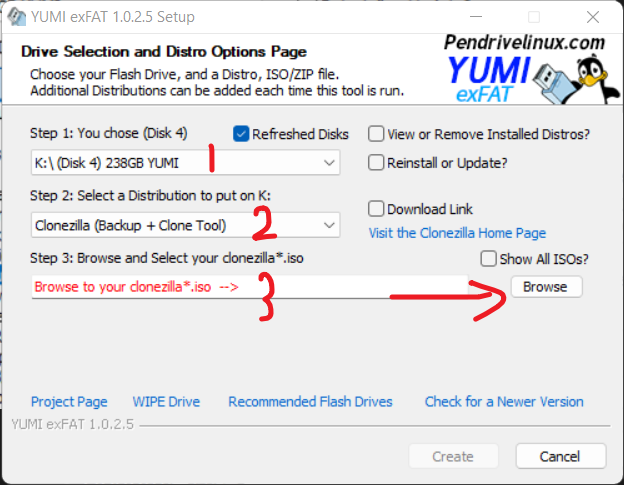 YUMI exFAT 1.0.2.5 Setup
Drive Selection and Distro Options Page
Choose your Flash Drive, and a Distro, ISO/ZIP file.
Additional Distributions can be added each time this tool is run.
Pendrivelinux.com
YUMI
exFAT
Step 1: You chose (Disk 4)
Refreshed Disks
View or Remove Installed Distros?
K:\ (Disk 4) 238GB YUMI
1
Reinstall or Update?
Step 2: Select a Distribution to put on K:
Download Link
Clonezilla (Backup + Clone Tool)
2
Visit the Clonezilla Home Page
Step 3: Browse and Select your clonezilla*.iso
Show All ISOs?
Browse to your clonezilla*.iso -->
3
Browse
Project Page
WIPE Drive
Recommended Flash Drives
Check for a Newer Version
YUMI exFAT 1.0.2.5
Create
Cancel